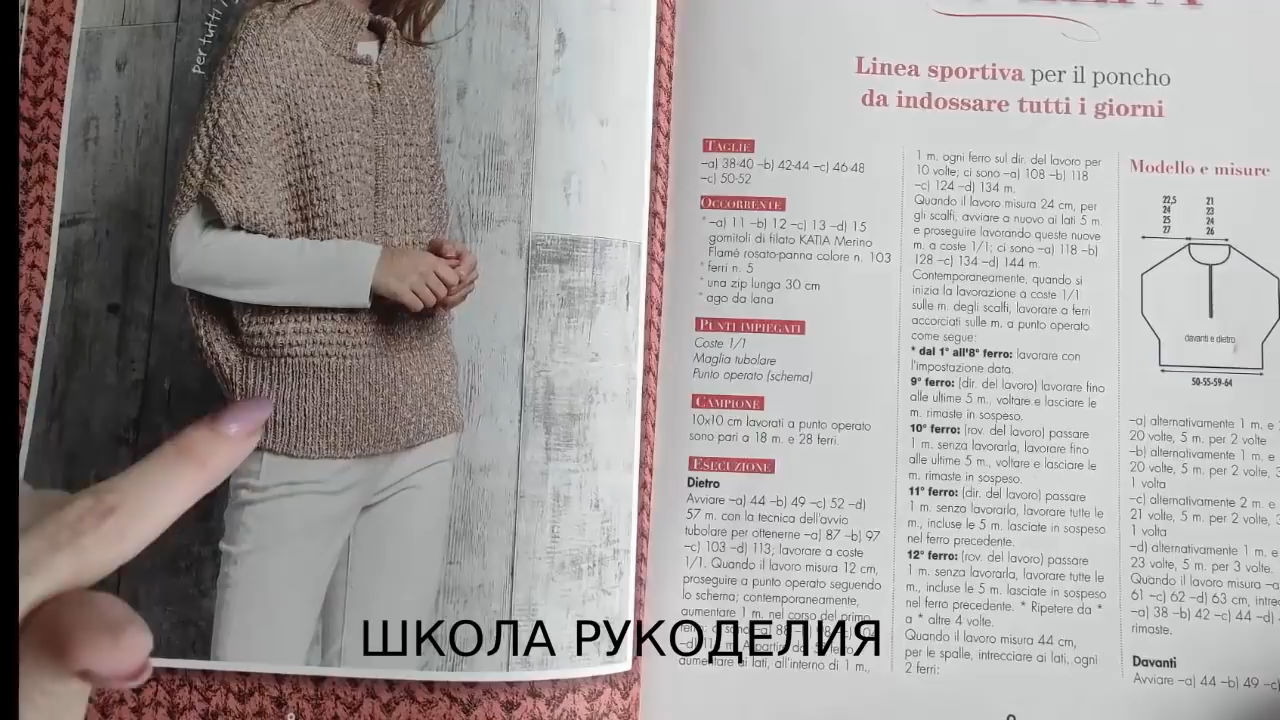 per tutti i
Linea sportiva per il poncho
da indossare tutti i giorni
TAGLIE
–a) 38-40 –b) 42-44 –c) 46-48
–c) 50-52
OCCORRENTE
* –a) 11 –b) 12 –c) 13 –d) 15
gomitoli di filato KATIA Merino
Flamé rosato-panna colore n. 103
* ferri n. 5
* una zip lunga 30 cm
* ago da lana
PUNTI IMPIEGATI
Coste 1/1
Maglia tubolare
Punto operato (schema)
CAMPIONE
10x10 cm lavorati a punto operato
sono pari a 18 m. e 28 ferri.
ESECUZIONE
Dietro
Avviare –a) 44 –b) 49 –c) 52 –d)
57 m. con la tecnica dell'avvio
tubolare per ottenerne –a) 87 –b) 97
–c) 103 –d) 113; lavorare a coste
1/1. Quando il lavoro misura 12 cm,
proseguire a punto operato seguendo
lo schema; contemporaneamente,
aumentare 1 m. nel corso del primo
aumentare ai lati, all'interno di 1 m.,
1 m. ogni ferro sul dir. del lavoro per
10 volte; ci sono –a) 108 –b) 118
–c) 124 –d) 134 m.
Quando il lavoro misura 24 cm, per
gli scalfi, avviare a nuovo ai lati 5 m.
e proseguire lavorando queste nuove
m. a coste 1/1; ci sono –a) 118 –b)
128 –c) 134 –d) 144 m.
Contemporaneamente, quando si
inizia la lavorazione a coste 1/1
sulle m. degli scalfi, lavorare a ferri
accorciati sulle m. a punto operato
come segue:
* dal 1° all'8° ferro: lavorare con
l'impostazione data.
9° ferro: (dir. del lavoro) lavorare fino
alle ultime 5 m., voltare e lasciare le
m. rimaste in sospeso.
10° ferro: (rov. del lavoro) passare
1 m. senza lavorarla, lavorare fino
alle ultime 5 m., voltare e lasciare le
m. rimaste in sospeso.
11° ferro: (dir. del lavoro) passare
1 m. senza lavorarla, lavorare tutte le
m., incluse le 5 m. lasciate in sospeso
nel ferro precedente.
12° ferro: (rov. del lavoro) passare
1 m. senza lavorarla, lavorare tutte le
m., incluse le 5 m. lasciate in sospeso
nel ferro precedente. * Ripetere da *
a * altre 4 volte.
Quando il lavoro misura 44 cm,
per le spalle, intrecciare ai lati, ogni
2 ferri:
Modello e misure
22,5 21
24 23
25 24
27 26
davanti e dietro
50-55-59-64
–a) alternativamente 1 m. e
20 volte, 5 m. per 2 volte
–b) alternativamente 1 m. e
20 volte, 5 m. per 2 volte,
1 volta
–c) alternativamente 2 m. e
21 volte, 5 m. per 2 volte,
1 volta
–d) alternativamente 1 m. e
23 volte, 5 m. per 3 volte.
Quando il lavoro misura –a)
61 –c) 62 –d) 63 cm,
–a) 38 –b) 42 –c) 44 –d)
rimaste.
Davanti
Avviare –a) 44 –b) 49 –c)
ШКОЛА РУКОДЕЛИЯ